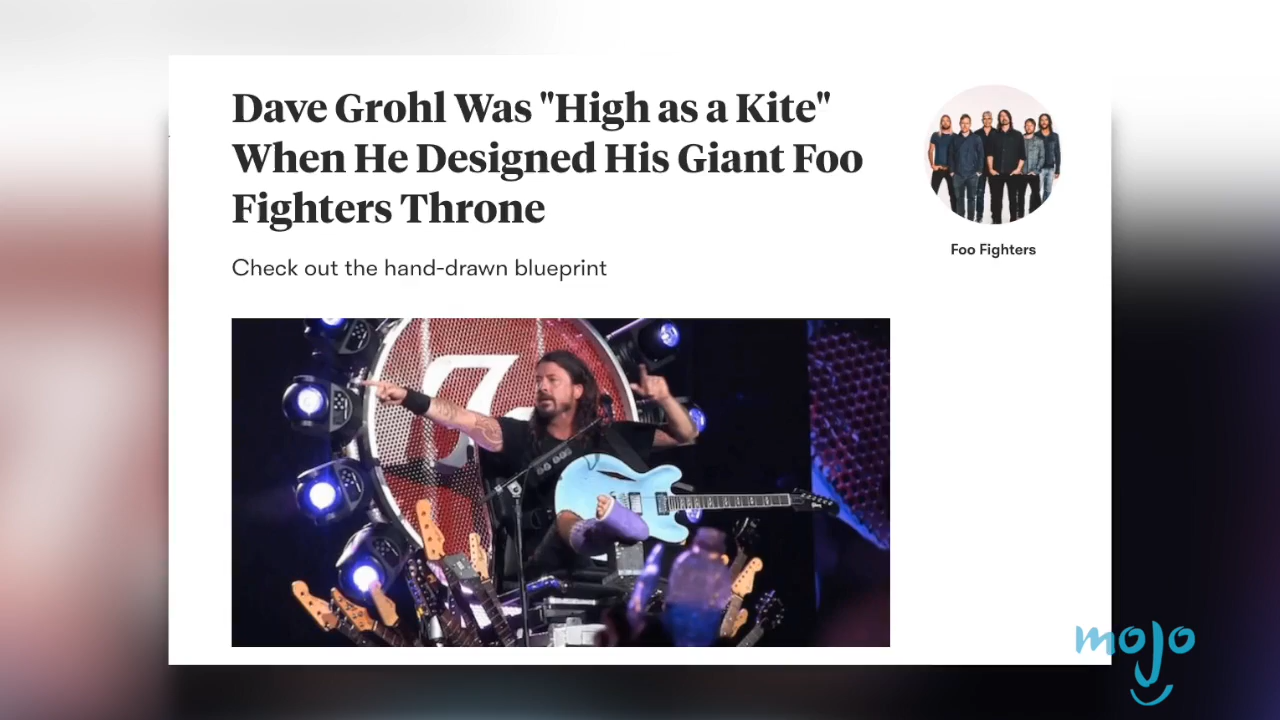 Dave Grohl Was "High as a Kite"
When He Designed His Giant Foo
Fighters Throne
Check out the hand-drawn blueprint
Foo Fighters
mojo